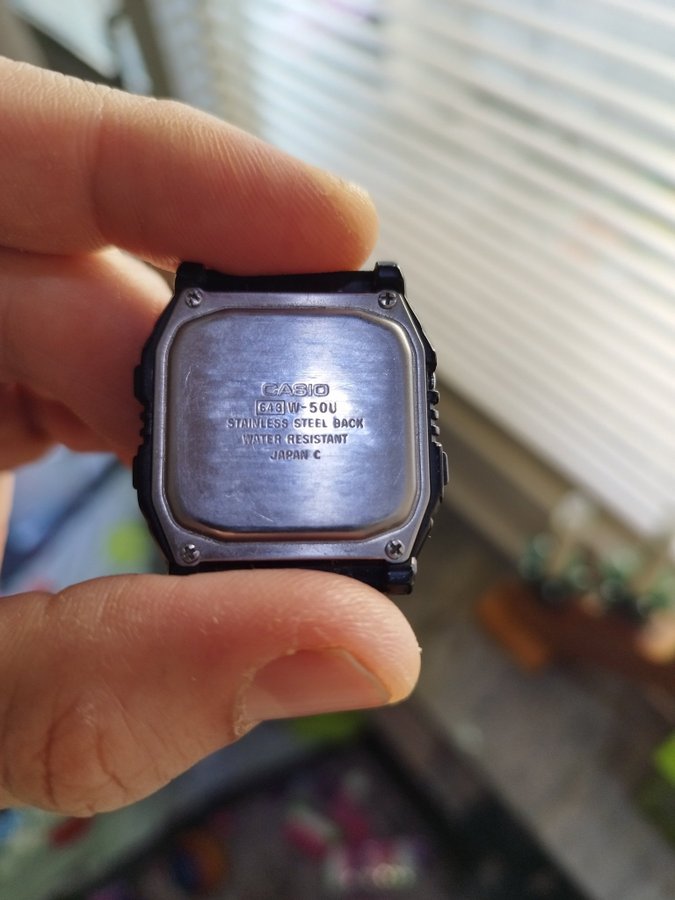 CASIO
643 W-50U
STAINLESS STEEL BACK
WATER RESISTANT
JAPAN C